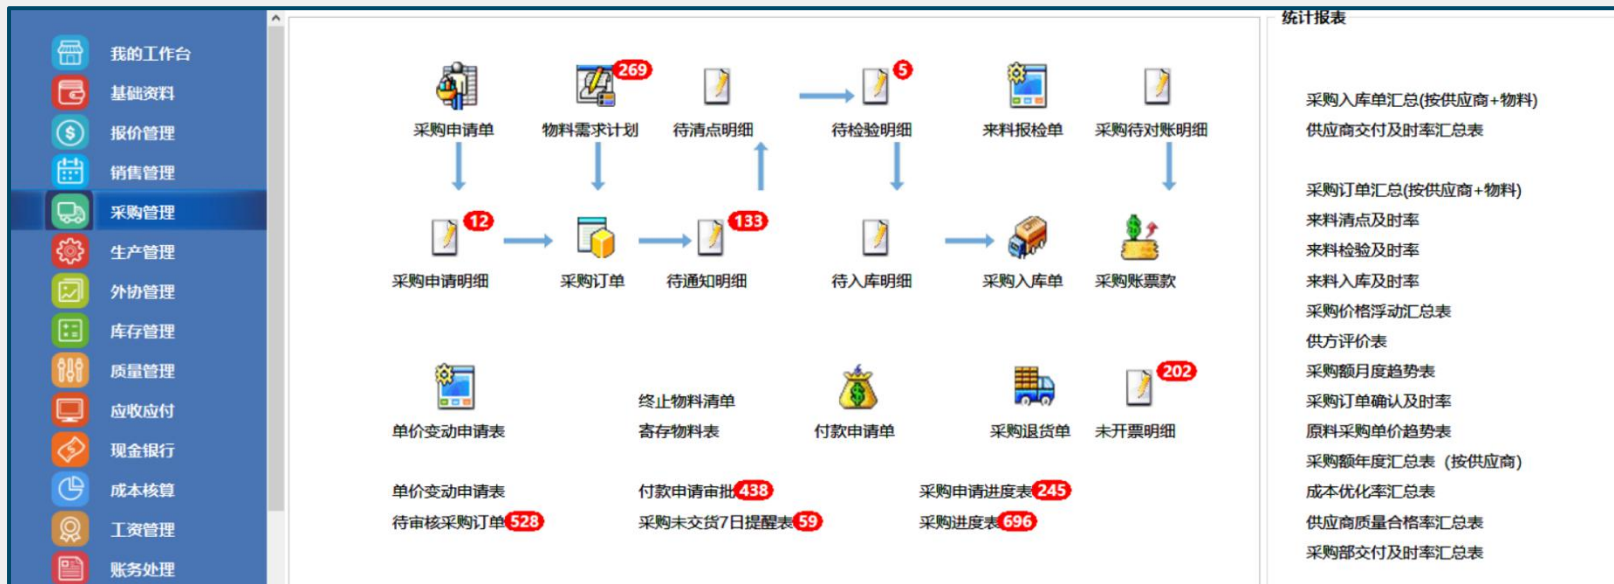 我的工作台
基础资料
报价管理
销售管理
采购管理
生产管理
外协管理
库存管理
质量管理
应收应付
现金银行
成本核算
工资管理
账务处理
269
5
采购申请单 物料需求计划 待清点明细 待检验明细 来料报检单 采购待对账明细
12
133
采购申请明细 采购订单 待通知明细 待入库明细 采购入库单 采购账票款
202
终止物料清单
单价变动申请表 寄存物料表 付款申请单 采购退货单 未开票明细
单价变动申请表 付款申请审批 438 采购申请进度表 245
待审核采购订单 528 采购未交货7日提醒表 59 采购进度表 696
统计报表
采购入库单汇总(按供应商+物料)
供应商交付及时率汇总表
采购订单汇总(按供应商+物料)
来料清点及时率
来料检验及时率
来料入库及时率
采购价格浮动汇总表
供方评价表
采购额月度趋势表
采购订单确认及时率
原料采购单价趋势表
采购额年度汇总表（按供应商）
成本优化率汇总表
供应商质量合格率汇总表
采购部交付及时率汇总表